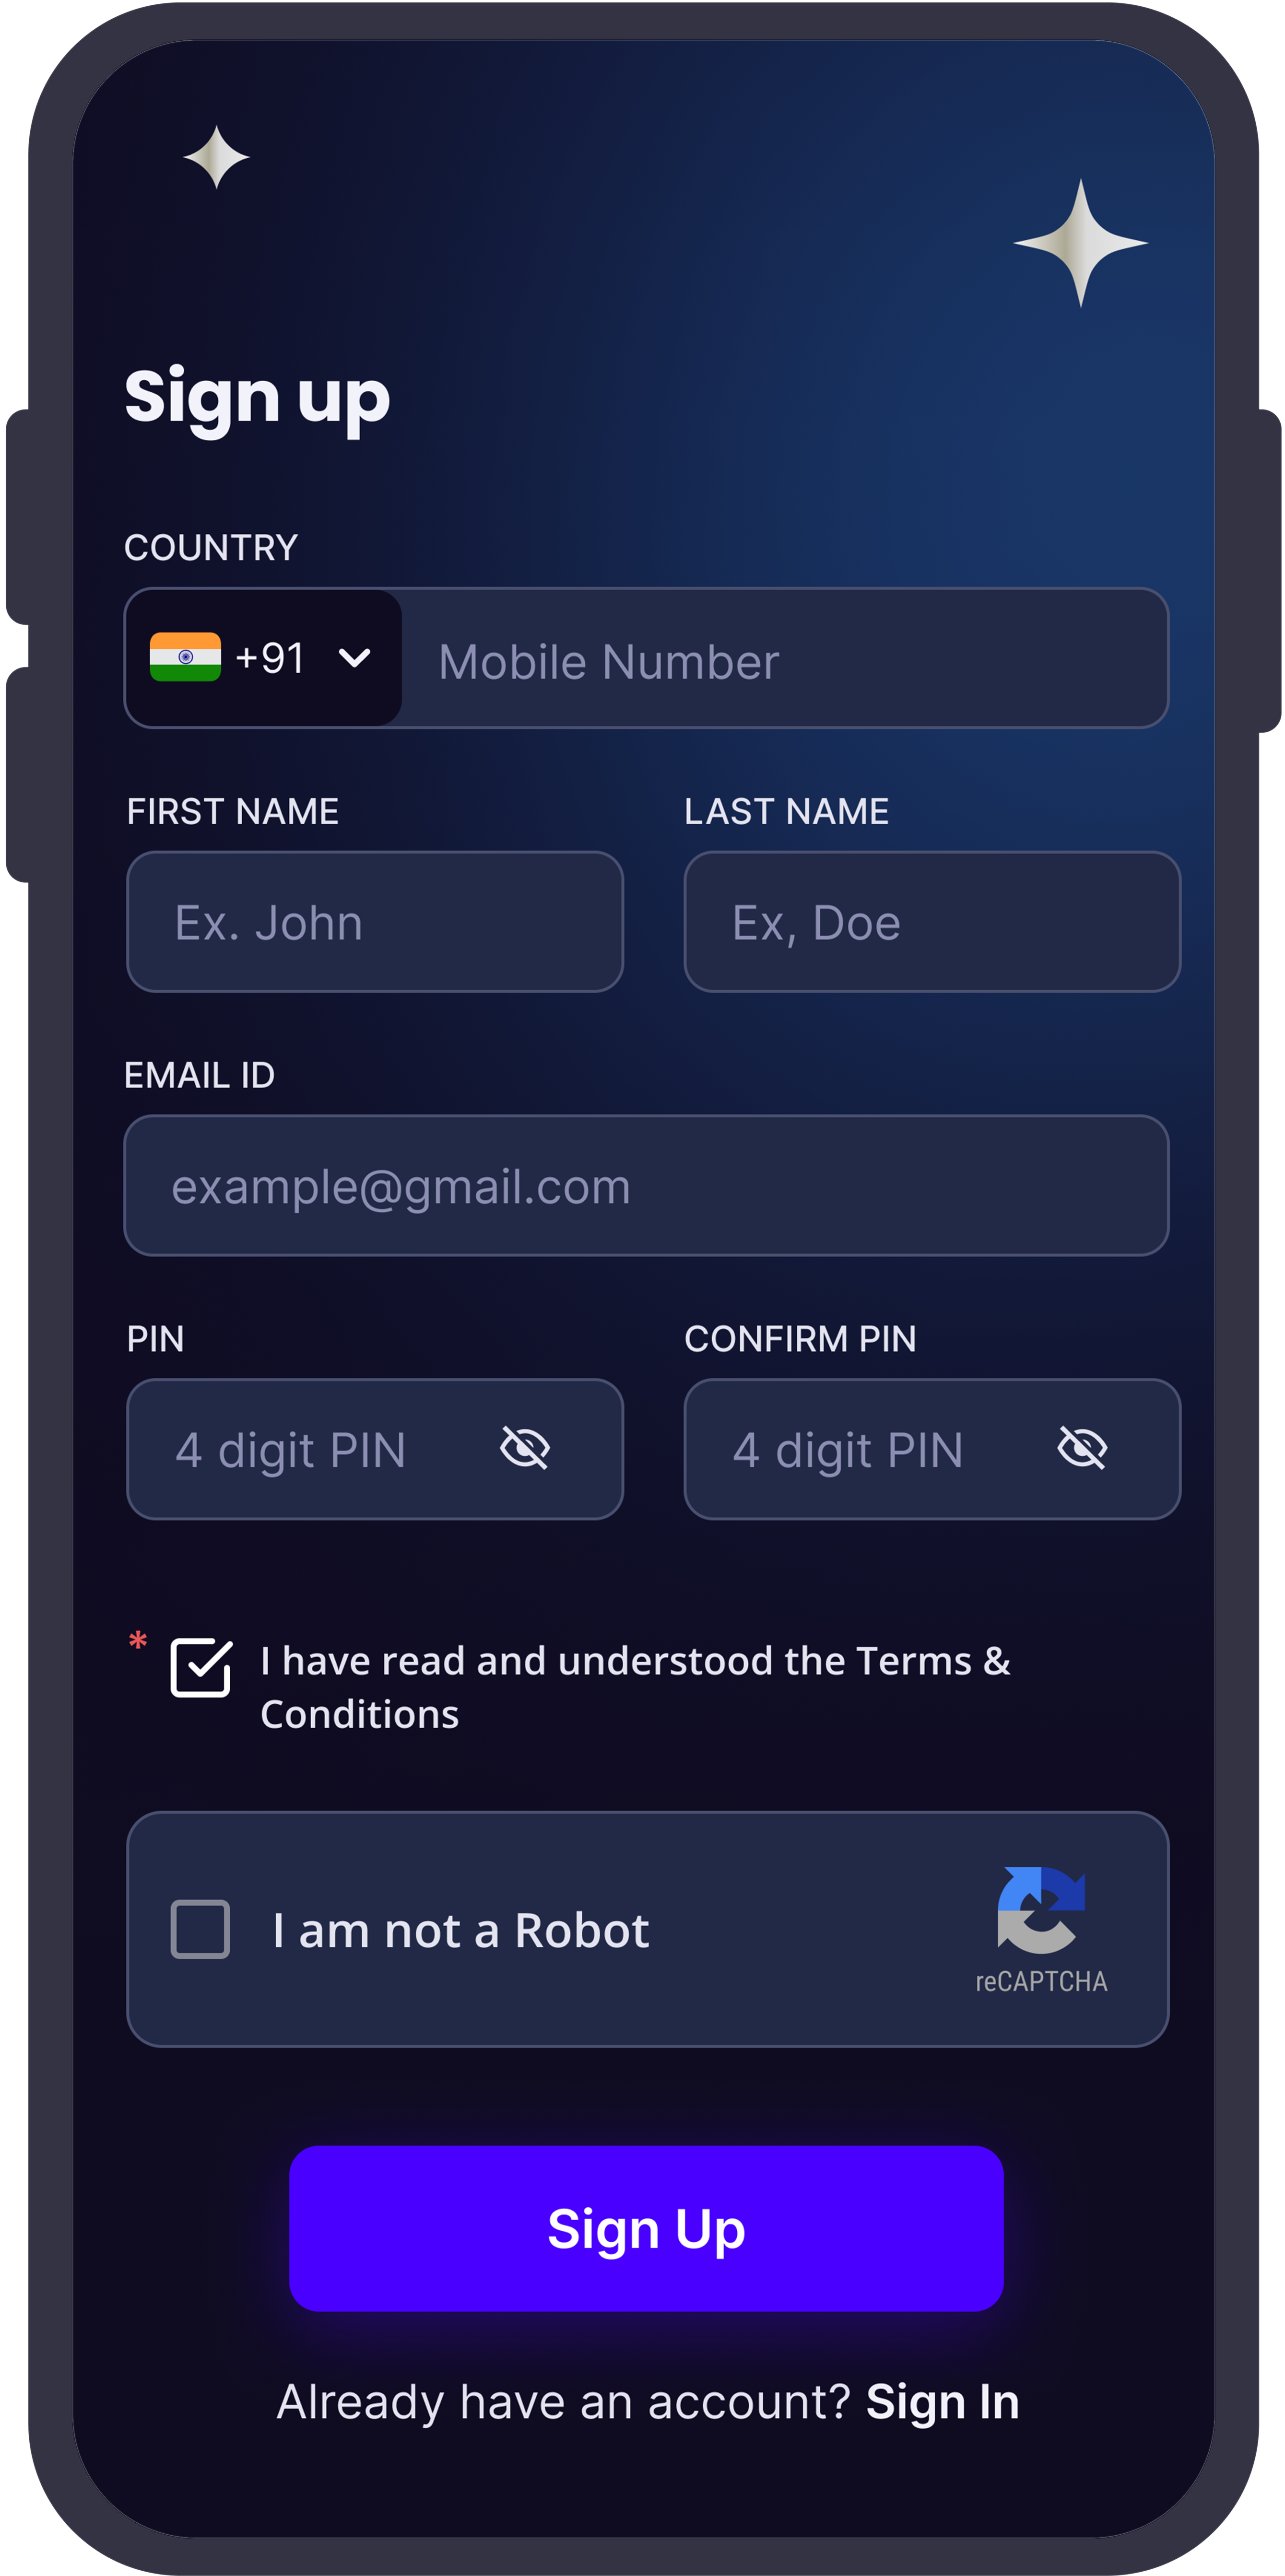 Sign up
COUNTRY
+91 Mobile Number
FIRST NAME LAST NAME
Ex. John Ex, Doe
EMAIL ID
example@gmail.com
PIN CONFIRM PIN
4 digit PIN 4 digit PIN
* I have read and understood the Terms &
Conditions
I am not a Robot
reCAPTCHA
Sign Up
Already have an account? Sign In